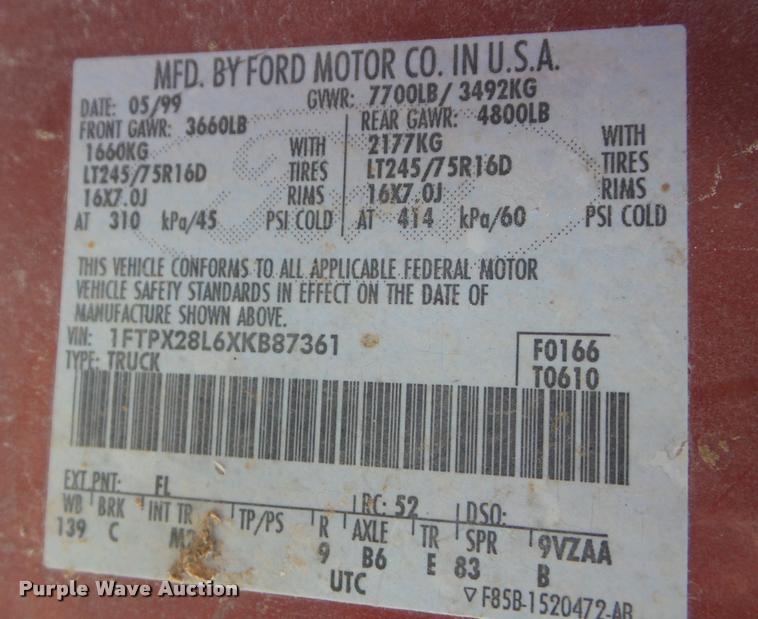 MFD. BY FORD MOTOR CO. IN U.S.A.
DATE: 05/99 GVWR: 7700LB/ 3492KG
FRONT GAWR: 3660LB REAR GAWR: 4800LB
1660KG WITH 2177KG WITH
LT245/75R16D TIRES LT245/75R16D TIRES
16X7.0J RIMS 16X7.0J RIMS
AT 310 kPa/45 PSI COLD AT 414 kPa/60 PSI COLD
THIS VEHICLE CONFORMS TO ALL APPLICABLE FEDERAL MOTOR
VEHICLE SAFETY STANDARDS IN EFFECT ON THE DATE OF
MANUFACTURE SHOWN ABOVE.
VIN: 1FTPX28L6XKB87361 F0166
TYPE: TRUCK T0610
EXT PNT: FL RC: 52 DSO:
WB BRK INT TR TP/PS R AXLE TR SPR 9VZAA
139 C 9 B6 E 83 B
UTC
▽F85B-1520472-AB
Purple Wave Auction